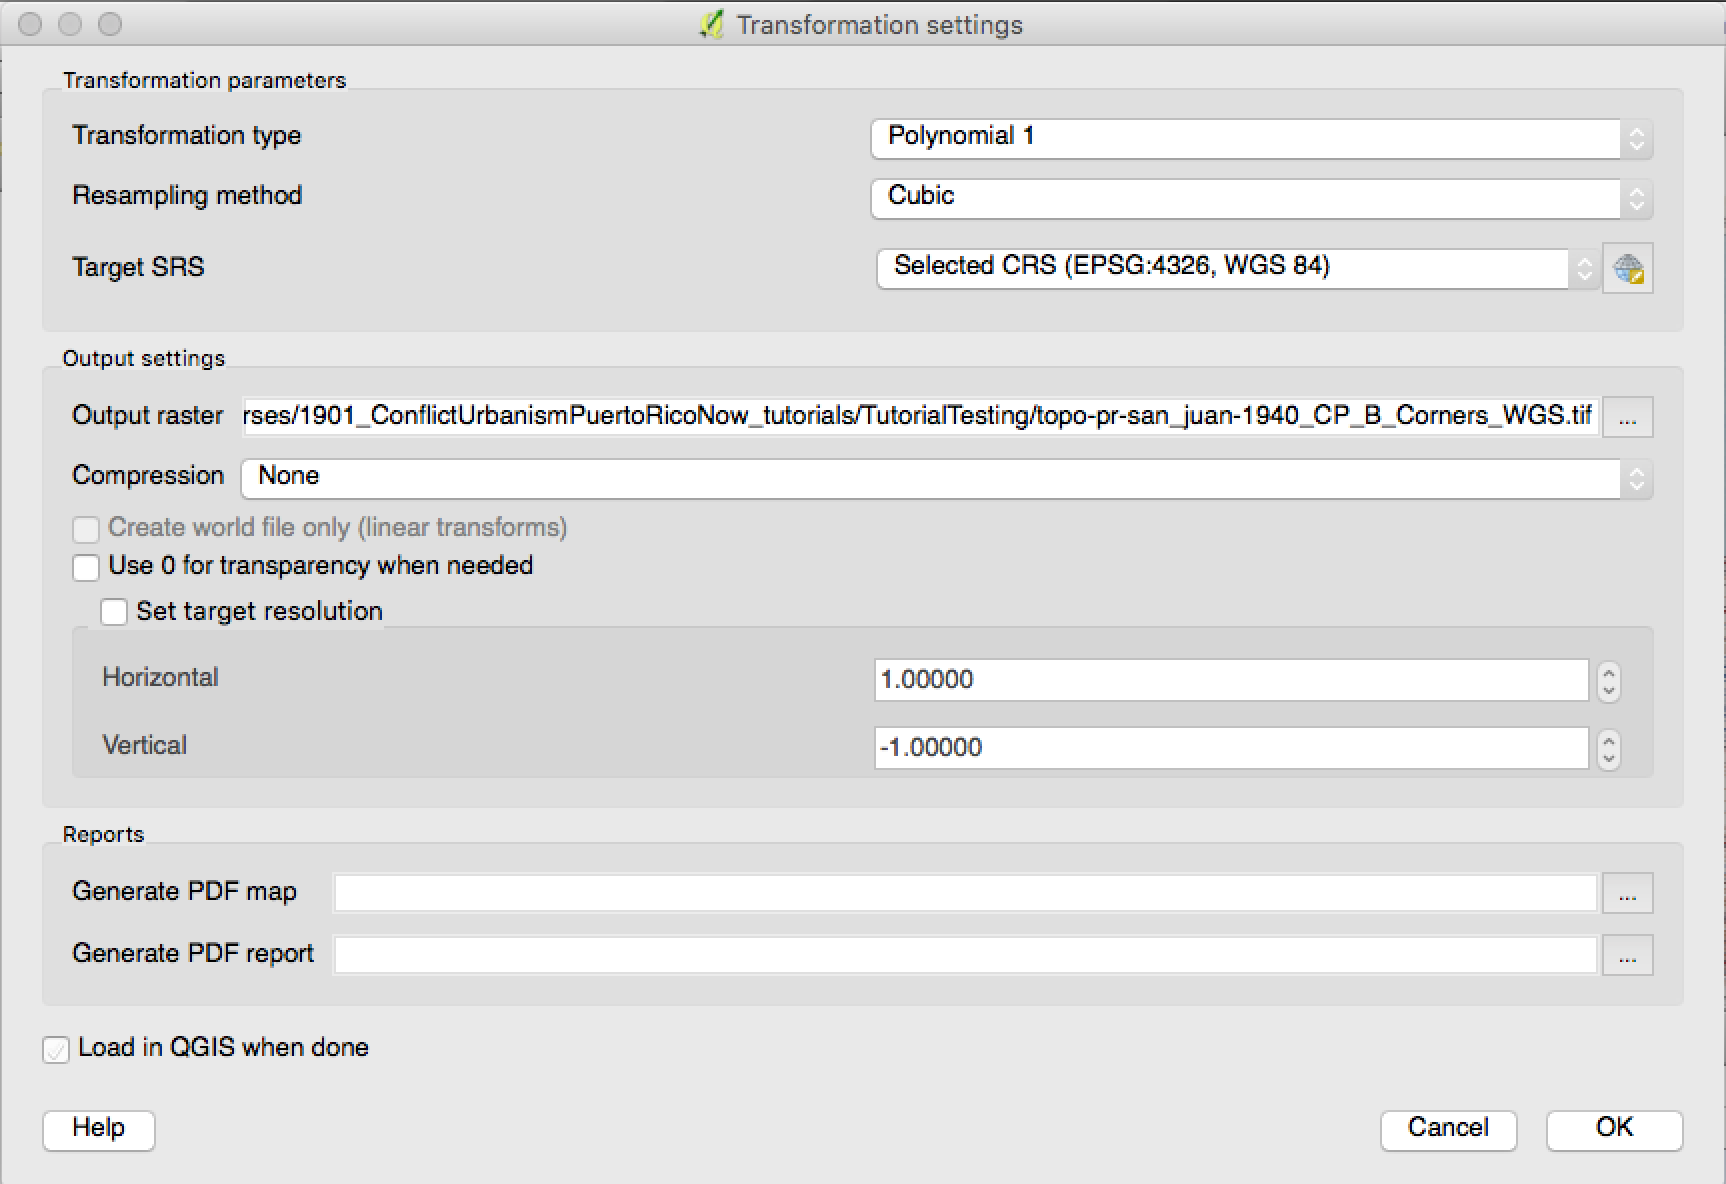 Transformation settings
Transformation parameters
Transformation type Polynomial 1
Resampling method Cubic
Target SRS Selected CRS (EPSG:4326, WGS 84)
Output settings
Output raster rses/1901_ConflictUrbanismPuertoRicoNow_tutorials/TutorialTesting/topo-pr-san_juan-1940_CP_B_Corners_WGS.tif ...
Compression None
Create world file only (linear transforms)
Use 0 for transparency when needed
Set target resolution
Horizontal 1.00000
Vertical -1.00000
Reports
Generate PDF map ...
Generate PDF report ...
Load in QGIS when done
Help Cancel OK